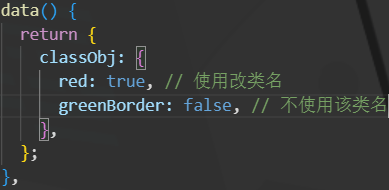 data() {
return {
classObj: {
red: true, // 使用改类名
greenBorder: false, // 不使用该类名
},
};
},